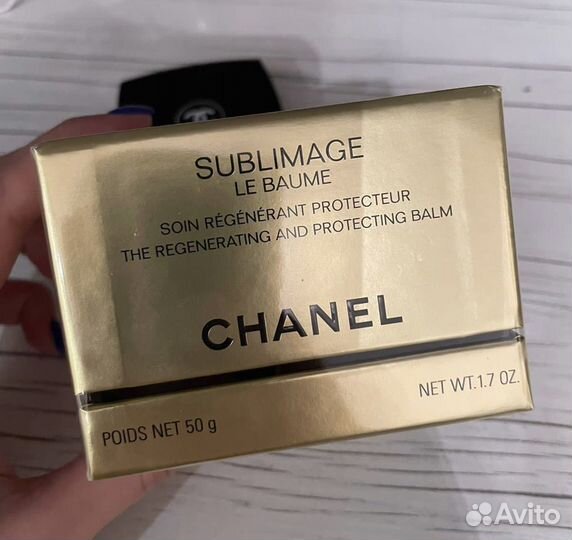 SUBLIMAGE
LE BAUME
SOIN RÉGÉNÉRANT PROTECTEUR
THE REGENERATING AND PROTECTING BALM
CHANEL
POIDS NET 50 g
NET WT.1.7 OZ.
Avito